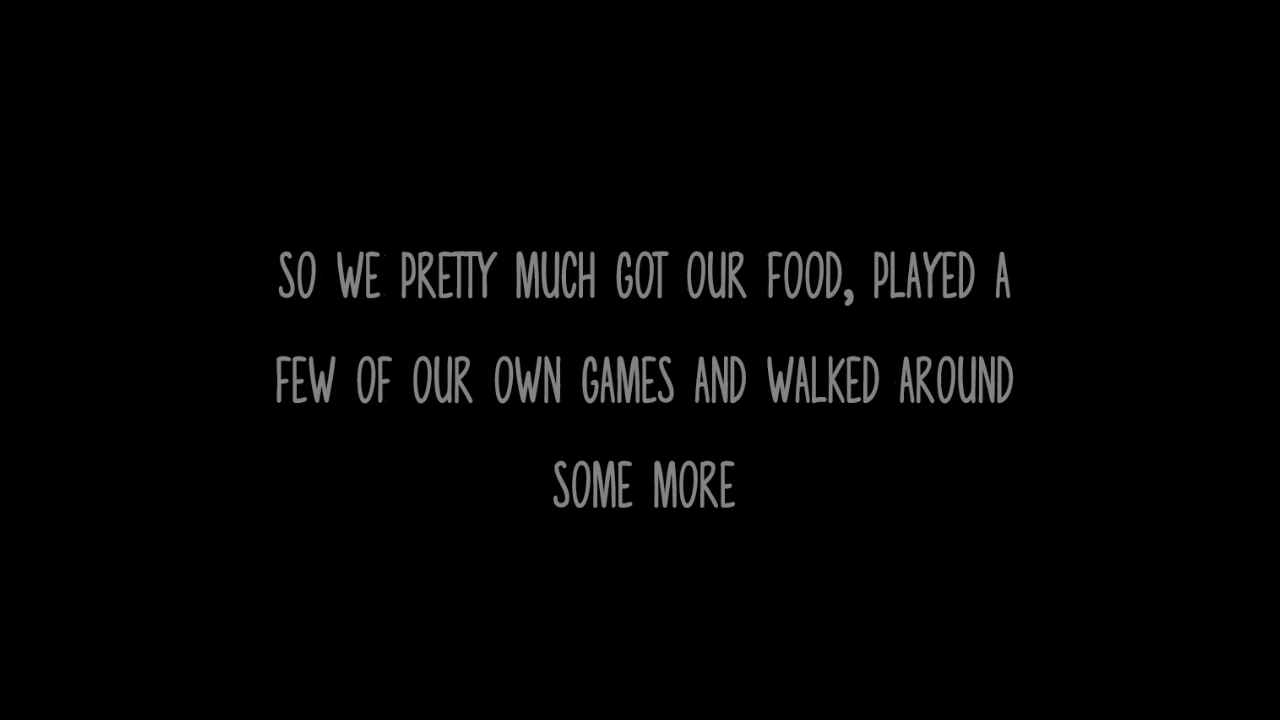 SO WE PRETTY MUCH GOT OUR FOOD, PLAYED A
FEW OF OUR OWN GAMES AND WALKED AROUND
SOME MORE